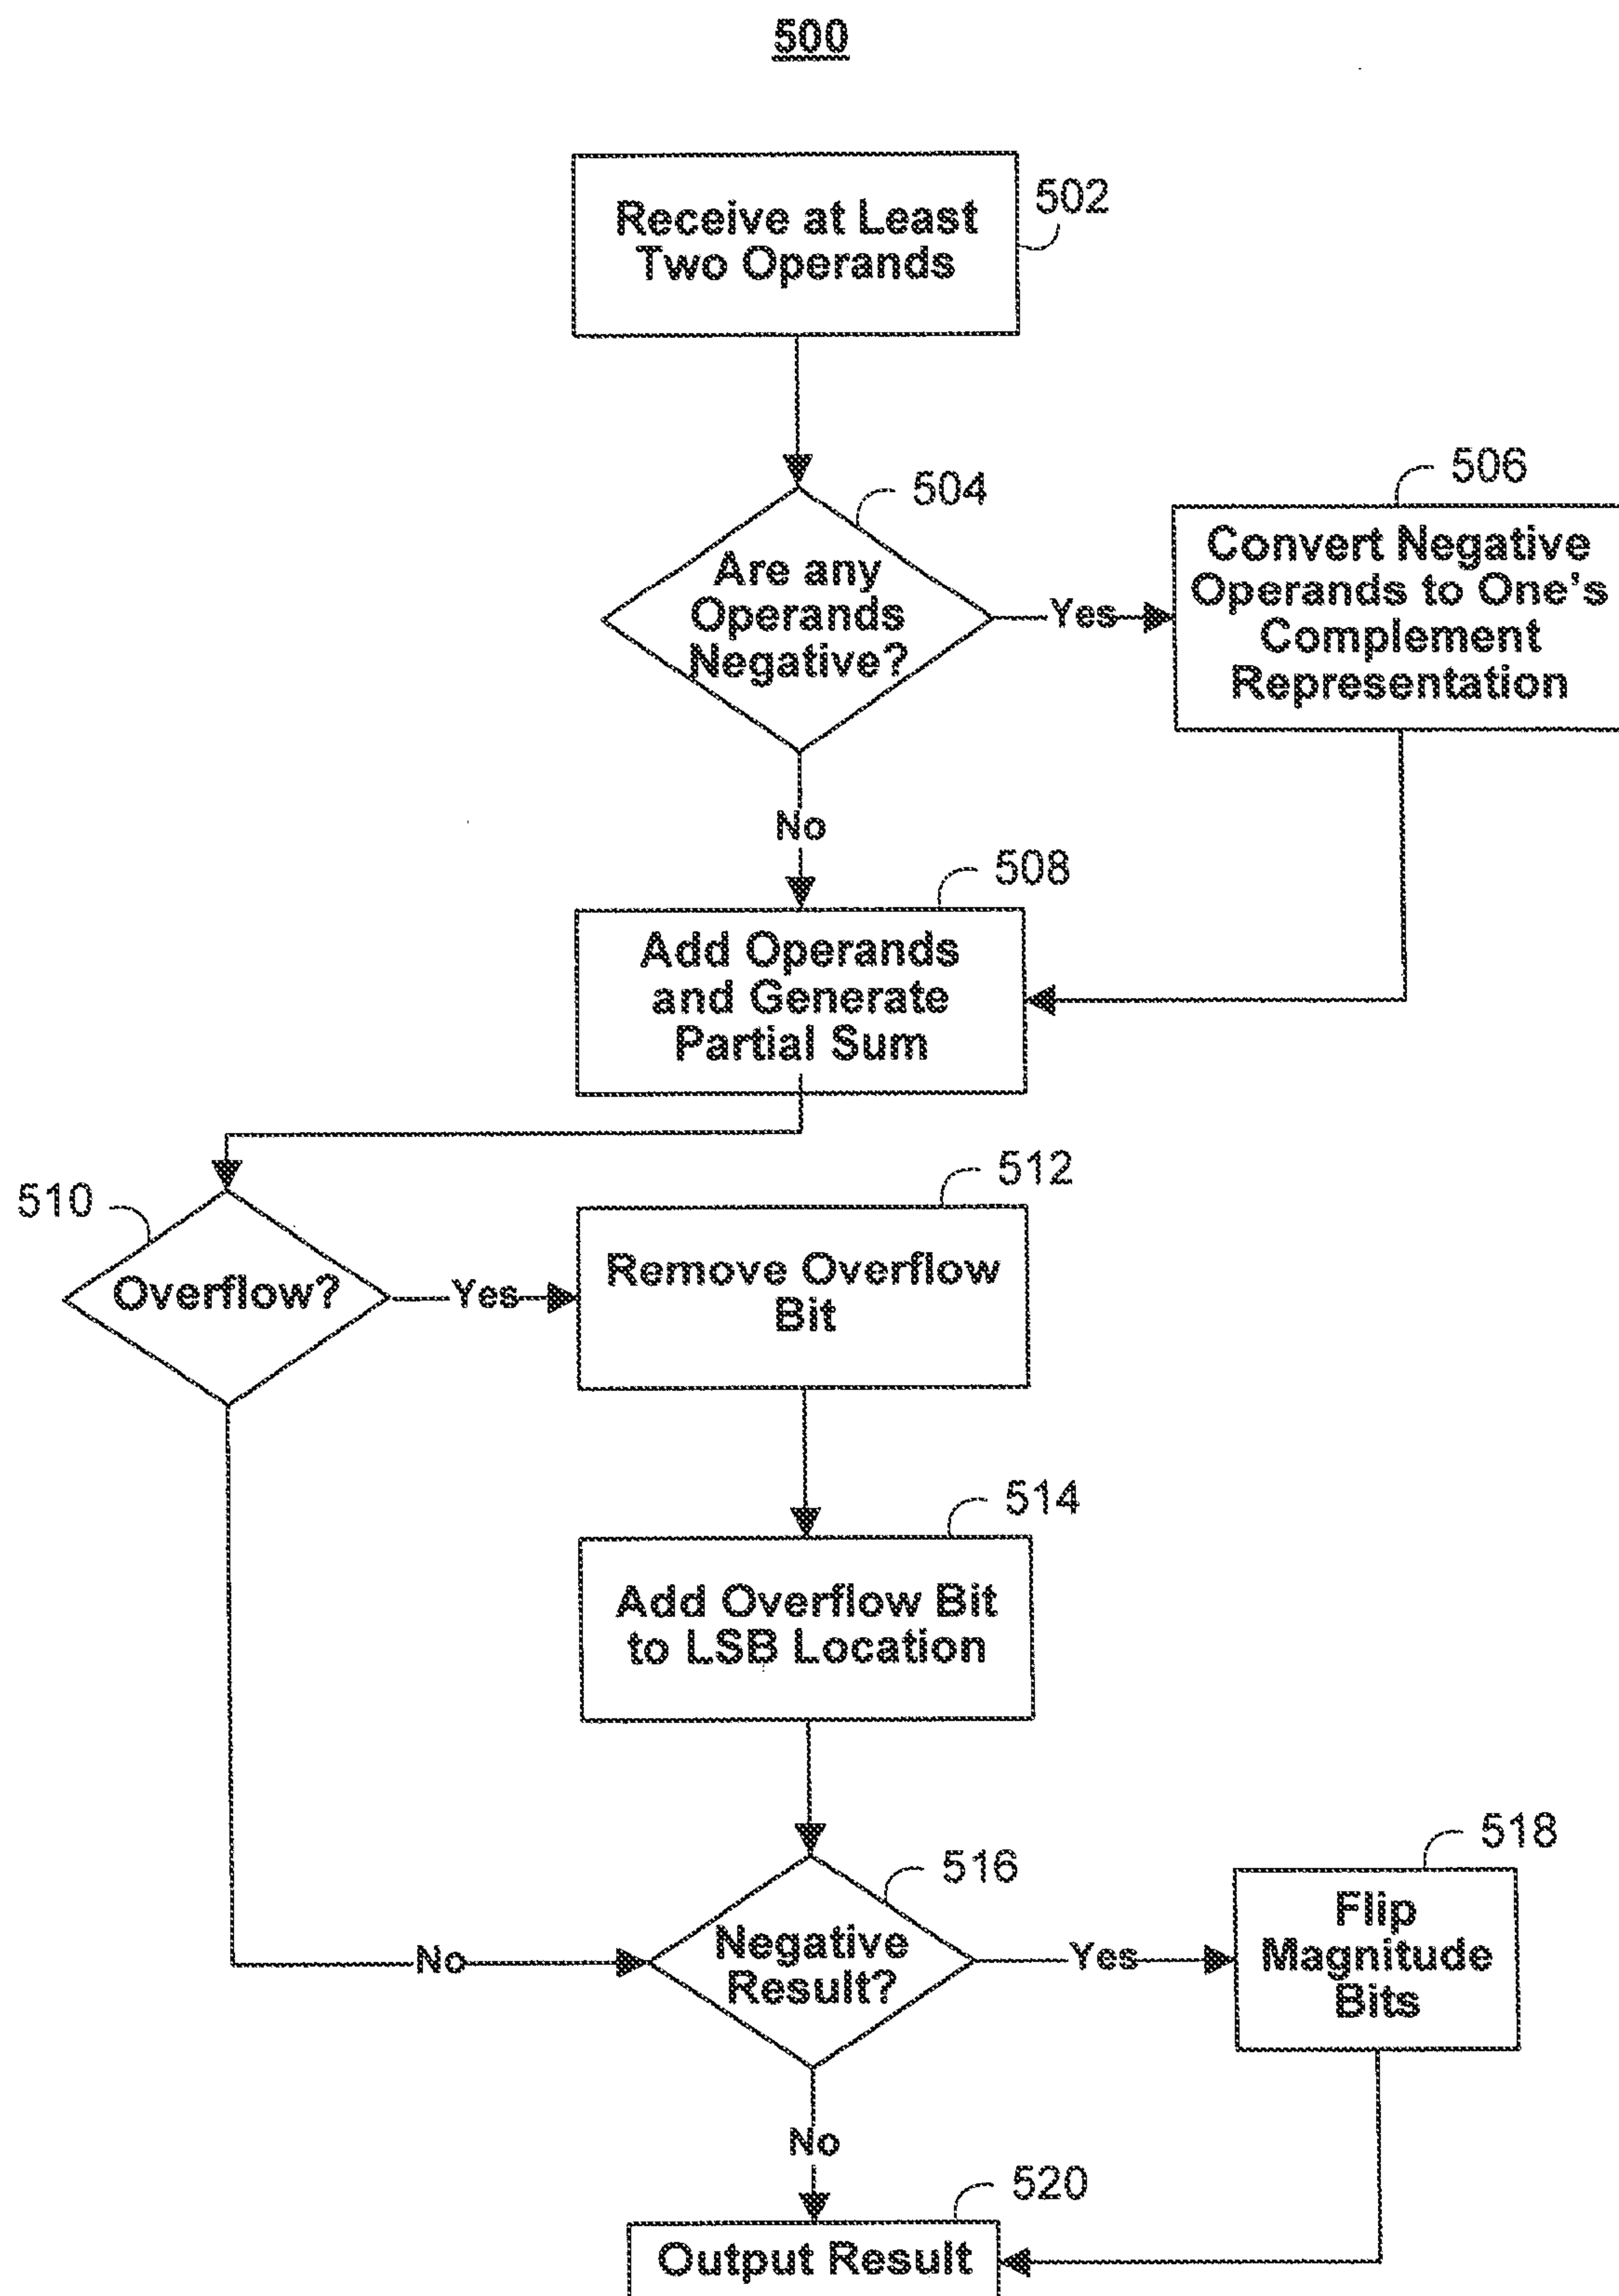 500
502
Receive at Least
Two Operands
504
Are any
Operands
Negative?
Yes
506
Convert Negative
Operands to One's
Complement
Representation
No
508
Add Operands
and Generate
Partial Sum
510
Overflow?
Yes
512
Remove Overflow
Bit
514
Add Overflow Bit
to LSB Location
516
Negative
Result?
No
Yes
518
Flip
Magnitude
Bits
No
520
Output Result